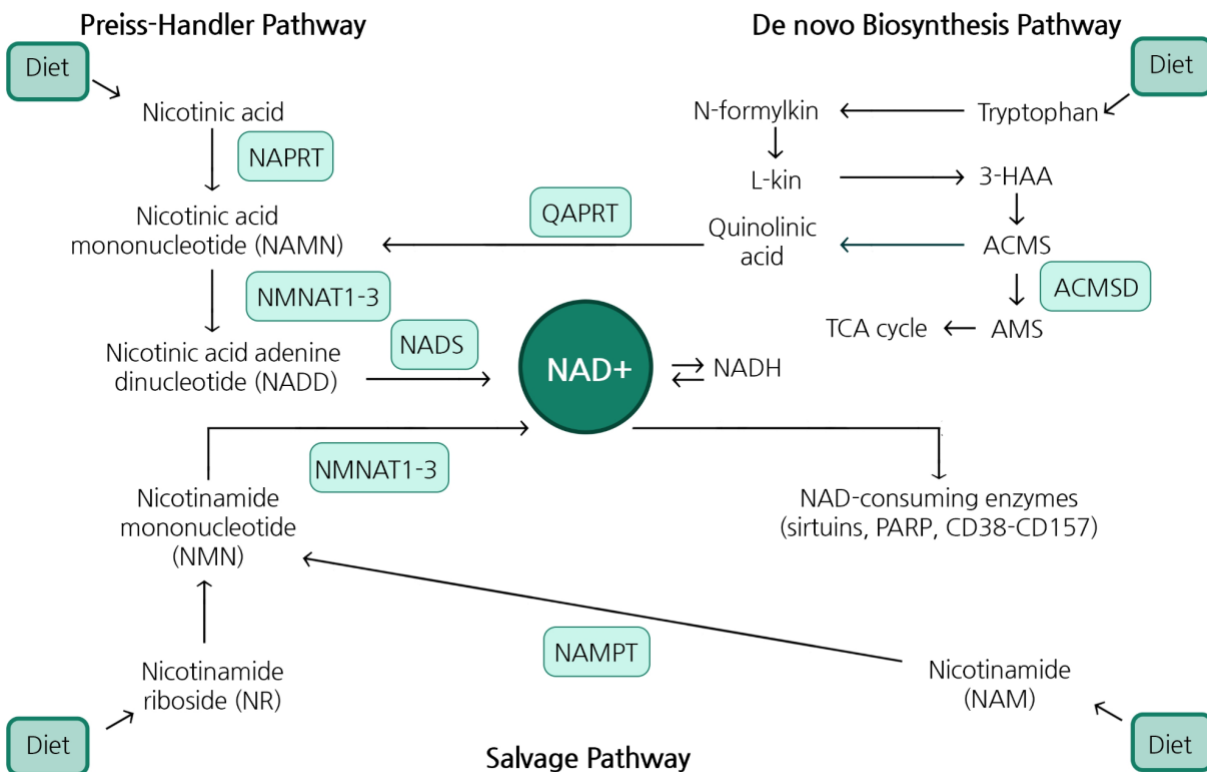 Preiss-Handler Pathway
De novo Biosynthesis Pathway
Diet
Diet
Nicotinic acid
N-formylkin
Tryptophan
NAPRT
L-kin
3-HAA
QAPRT
Nicotinic acid
mononucleotide (NAMN)
Quinolinic
acid
ACMS
NMNAT1-3
ACMSD
NADS
TCA cycle
AMS
Nicotinic acid adenine
dinucleotide (NADD)
NAD+
NADH
NMNAT1-3
Nicotinamide
mononucleotide
(NMN)
NAD-consuming enzymes
(sirtuins, PARP, CD38-CD157)
NAMPT
Nicotinamide
riboside (NR)
Nicotinamide
(NAM)
Diet
Diet
Salvage Pathway